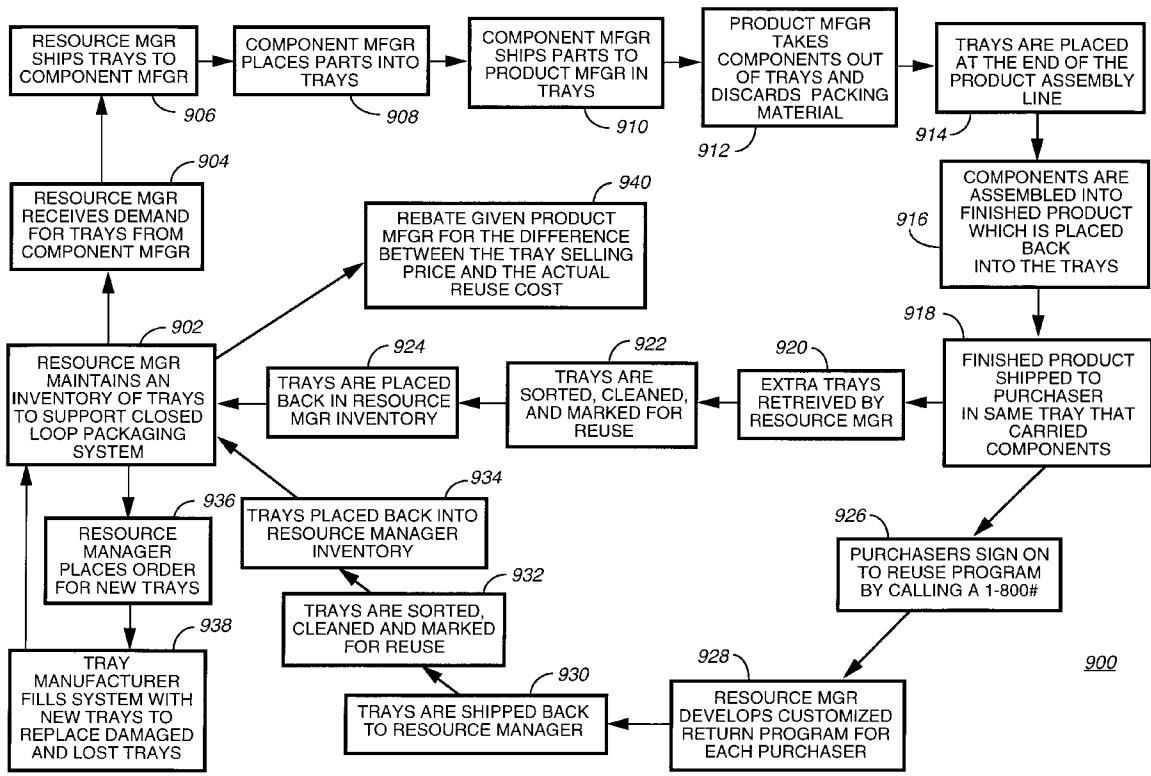 RESOURCE MGR
SHIPS TRAYS TO
COMPONENT MFGR
906
COMPONENT MFGR
PLACES PARTS INTO
TRAYS
908
COMPONENT MFGR
SHIPS PARTS TO
PRODUCT MFGR IN
TRAYS
910
PRODUCT MFGR
TAKES
COMPONENTS OUT
OF TRAYS AND
DISCARDS PACKING
MATERIAL
912
TRAYS ARE PLACED
AT THE END OF THE
PRODUCT ASSEMBLY
LINE
914
904
RESOURCE MGR
RECEIVES DEMAND
FOR TRAYS FROM
COMPONENT MFGR
940
REBATE GIVEN PRODUCT
MFGR FOR THE DIFFERENCE
BETWEEN THE TRAY SELLING
PRICE AND THE ACTUAL
REUSE COST
916
COMPONENTS ARE
ASSEMBLED INTO
FINISHED PRODUCT
WHICH IS PLACED
BACK
INTO THE TRAYS
902
RESOURCE MGR
MAINTAINS AN
INVENTORY OF TRAYS
TO SUPPORT CLOSED
LOOP PACKAGING
SYSTEM
924
TRAYS ARE PLACED
BACK IN RESOURCE
MGR INVENTORY
922
TRAYS ARE
SORTED, CLEANED,
AND MARKED FOR
REUSE
920
EXTRA TRAYS
RETREIVED BY
RESOURCE MGR
918
FINISHED PRODUCT
SHIPPED TO
PURCHASER
IN SAME TRAY THAT
CARRIED
COMPONENTS
936
RESOURCE
MANAGER
PLACES ORDER
FOR NEW TRAYS
934
TRAYS PLACED BACK INTO
RESOURCE MANAGER
INVENTORY
926
PURCHASERS SIGN ON
TO REUSE PROGRAM
BY CALLING A 1-800#
932
TRAYS ARE SORTED,
CLEANED AND MARKED
FOR REUSE
938
TRAY
MANUFACTURER
FILLS SYSTEM WITH
NEW TRAYS TO
REPLACE DAMAGED
AND LOST TRAYS
930
TRAYS ARE SHIPPED BACK
TO RESOURCE MANAGER
928
RESOURCE MGR
DEVELOPS CUSTOMIZED
RETURN PROGRAM FOR
EACH PURCHASER
900